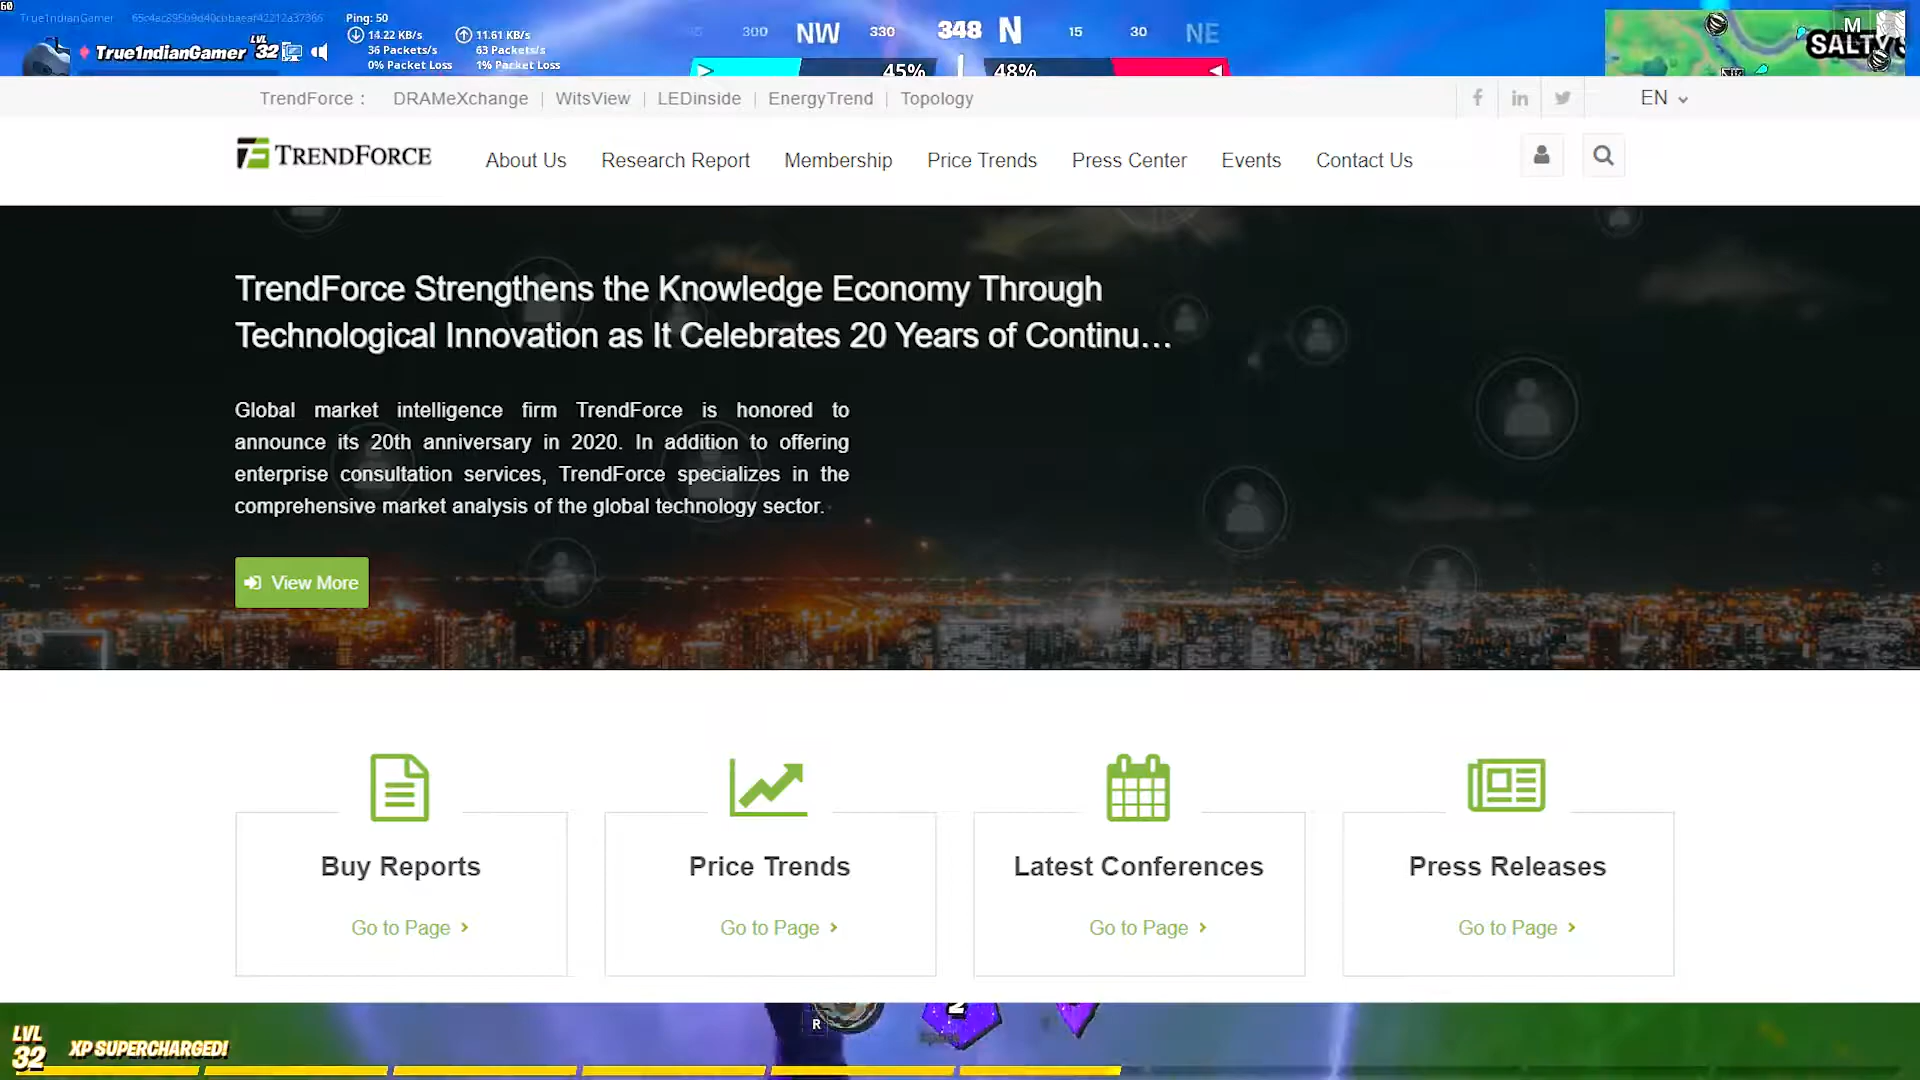 60
True1ndianGamer
Ping: 50
14.22 KB/s 11.61 KB/s
36 Packets/s 63 Packets/s
0% Packet Loss 1% Packet Loss
True1ndianGamer LVL 32
300 NW 330 348 N 15 30 NE
45% 48%
M
SALTY
TrendForce : DRAMeXchange WitsView LEDinside EnergyTrend Topology
EN
TRENDFORCE
About Us Research Report Membership Price Trends Press Center Events Contact Us
TrendForce Strengthens the Knowledge Economy Through
Technological Innovation as It Celebrates 20 Years of Continu...
Global market intelligence firm TrendForce is honored to
announce its 20th anniversary in 2020. In addition to offering
enterprise consultation services, TrendForce specializes in the
comprehensive market analysis of the global technology sector.
View More
Buy Reports Price Trends Latest Conferences Press Releases
Go to Page Go to Page Go to Page Go to Page
R 2
LVL
32 XP SUPERCHARGED!